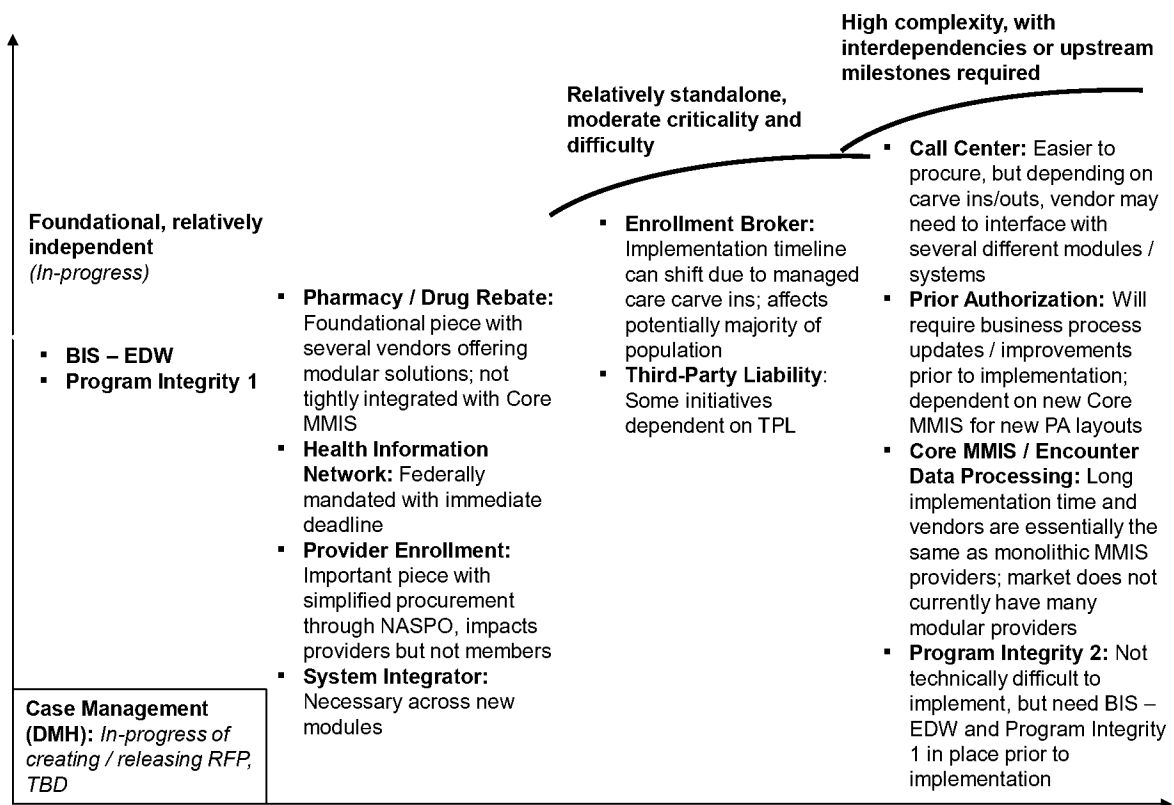 Foundational, relatively
independent
(In-progress)
▪ BIS – EDW
▪ Program Integrity 1
Case Management
(DMH): In-progress of
creating / releasing RFP,
TBD
▪ Pharmacy / Drug Rebate:
Foundational piece with
several vendors offering
modular solutions; not
tightly integrated with Core
MMIS
▪ Health Information
Network: Federally
mandated with immediate
deadline
▪ Provider Enrollment:
Important piece with
simplified procurement
through NASPO, impacts
providers but not members
▪ System Integrator:
Necessary across new
modules
Relatively standalone,
moderate criticality and
difficulty
▪ Enrollment Broker:
Implementation timeline
can shift due to managed
care carve ins; affects
potentially majority of
population
▪ Third-Party Liability:
Some initiatives
dependent on TPL
High complexity, with
interdependencies or upstream
milestones required
▪ Call Center: Easier to
procure, but depending on
carve ins/outs, vendor may
need to interface with
several different modules /
systems
▪ Prior Authorization: Will
require business process
updates / improvements
prior to implementation;
dependent on new Core
MMIS for new PA layouts
▪ Core MMIS / Encounter
Data Processing: Long
implementation time and
vendors are essentially the
same as monolithic MMIS
providers; market does not
currently have many
modular providers
▪ Program Integrity 2: Not
technically difficult to
implement, but need BIS –
EDW and Program Integrity
1 in place prior to
implementation